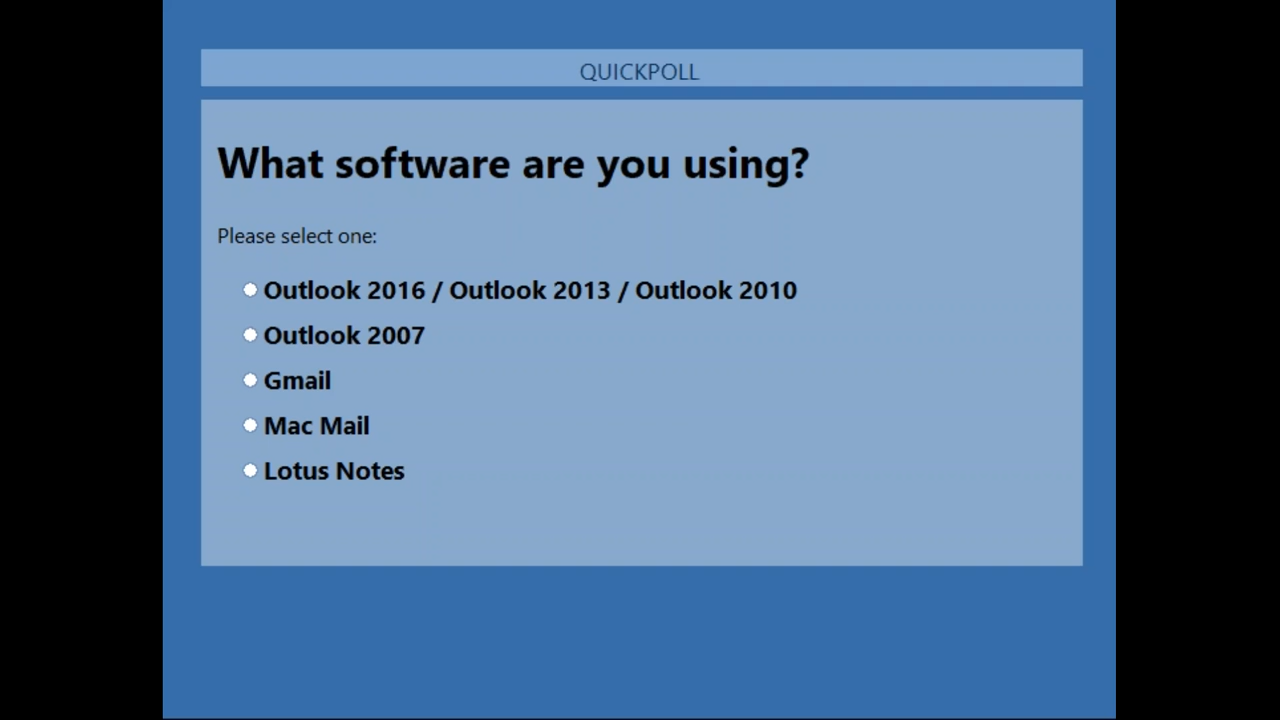 QUICKPOLL
What software are you using?
Please select one:
Outlook 2016 / Outlook 2013 / Outlook 2010
Outlook 2007
Gmail
Mac Mail
Lotus Notes